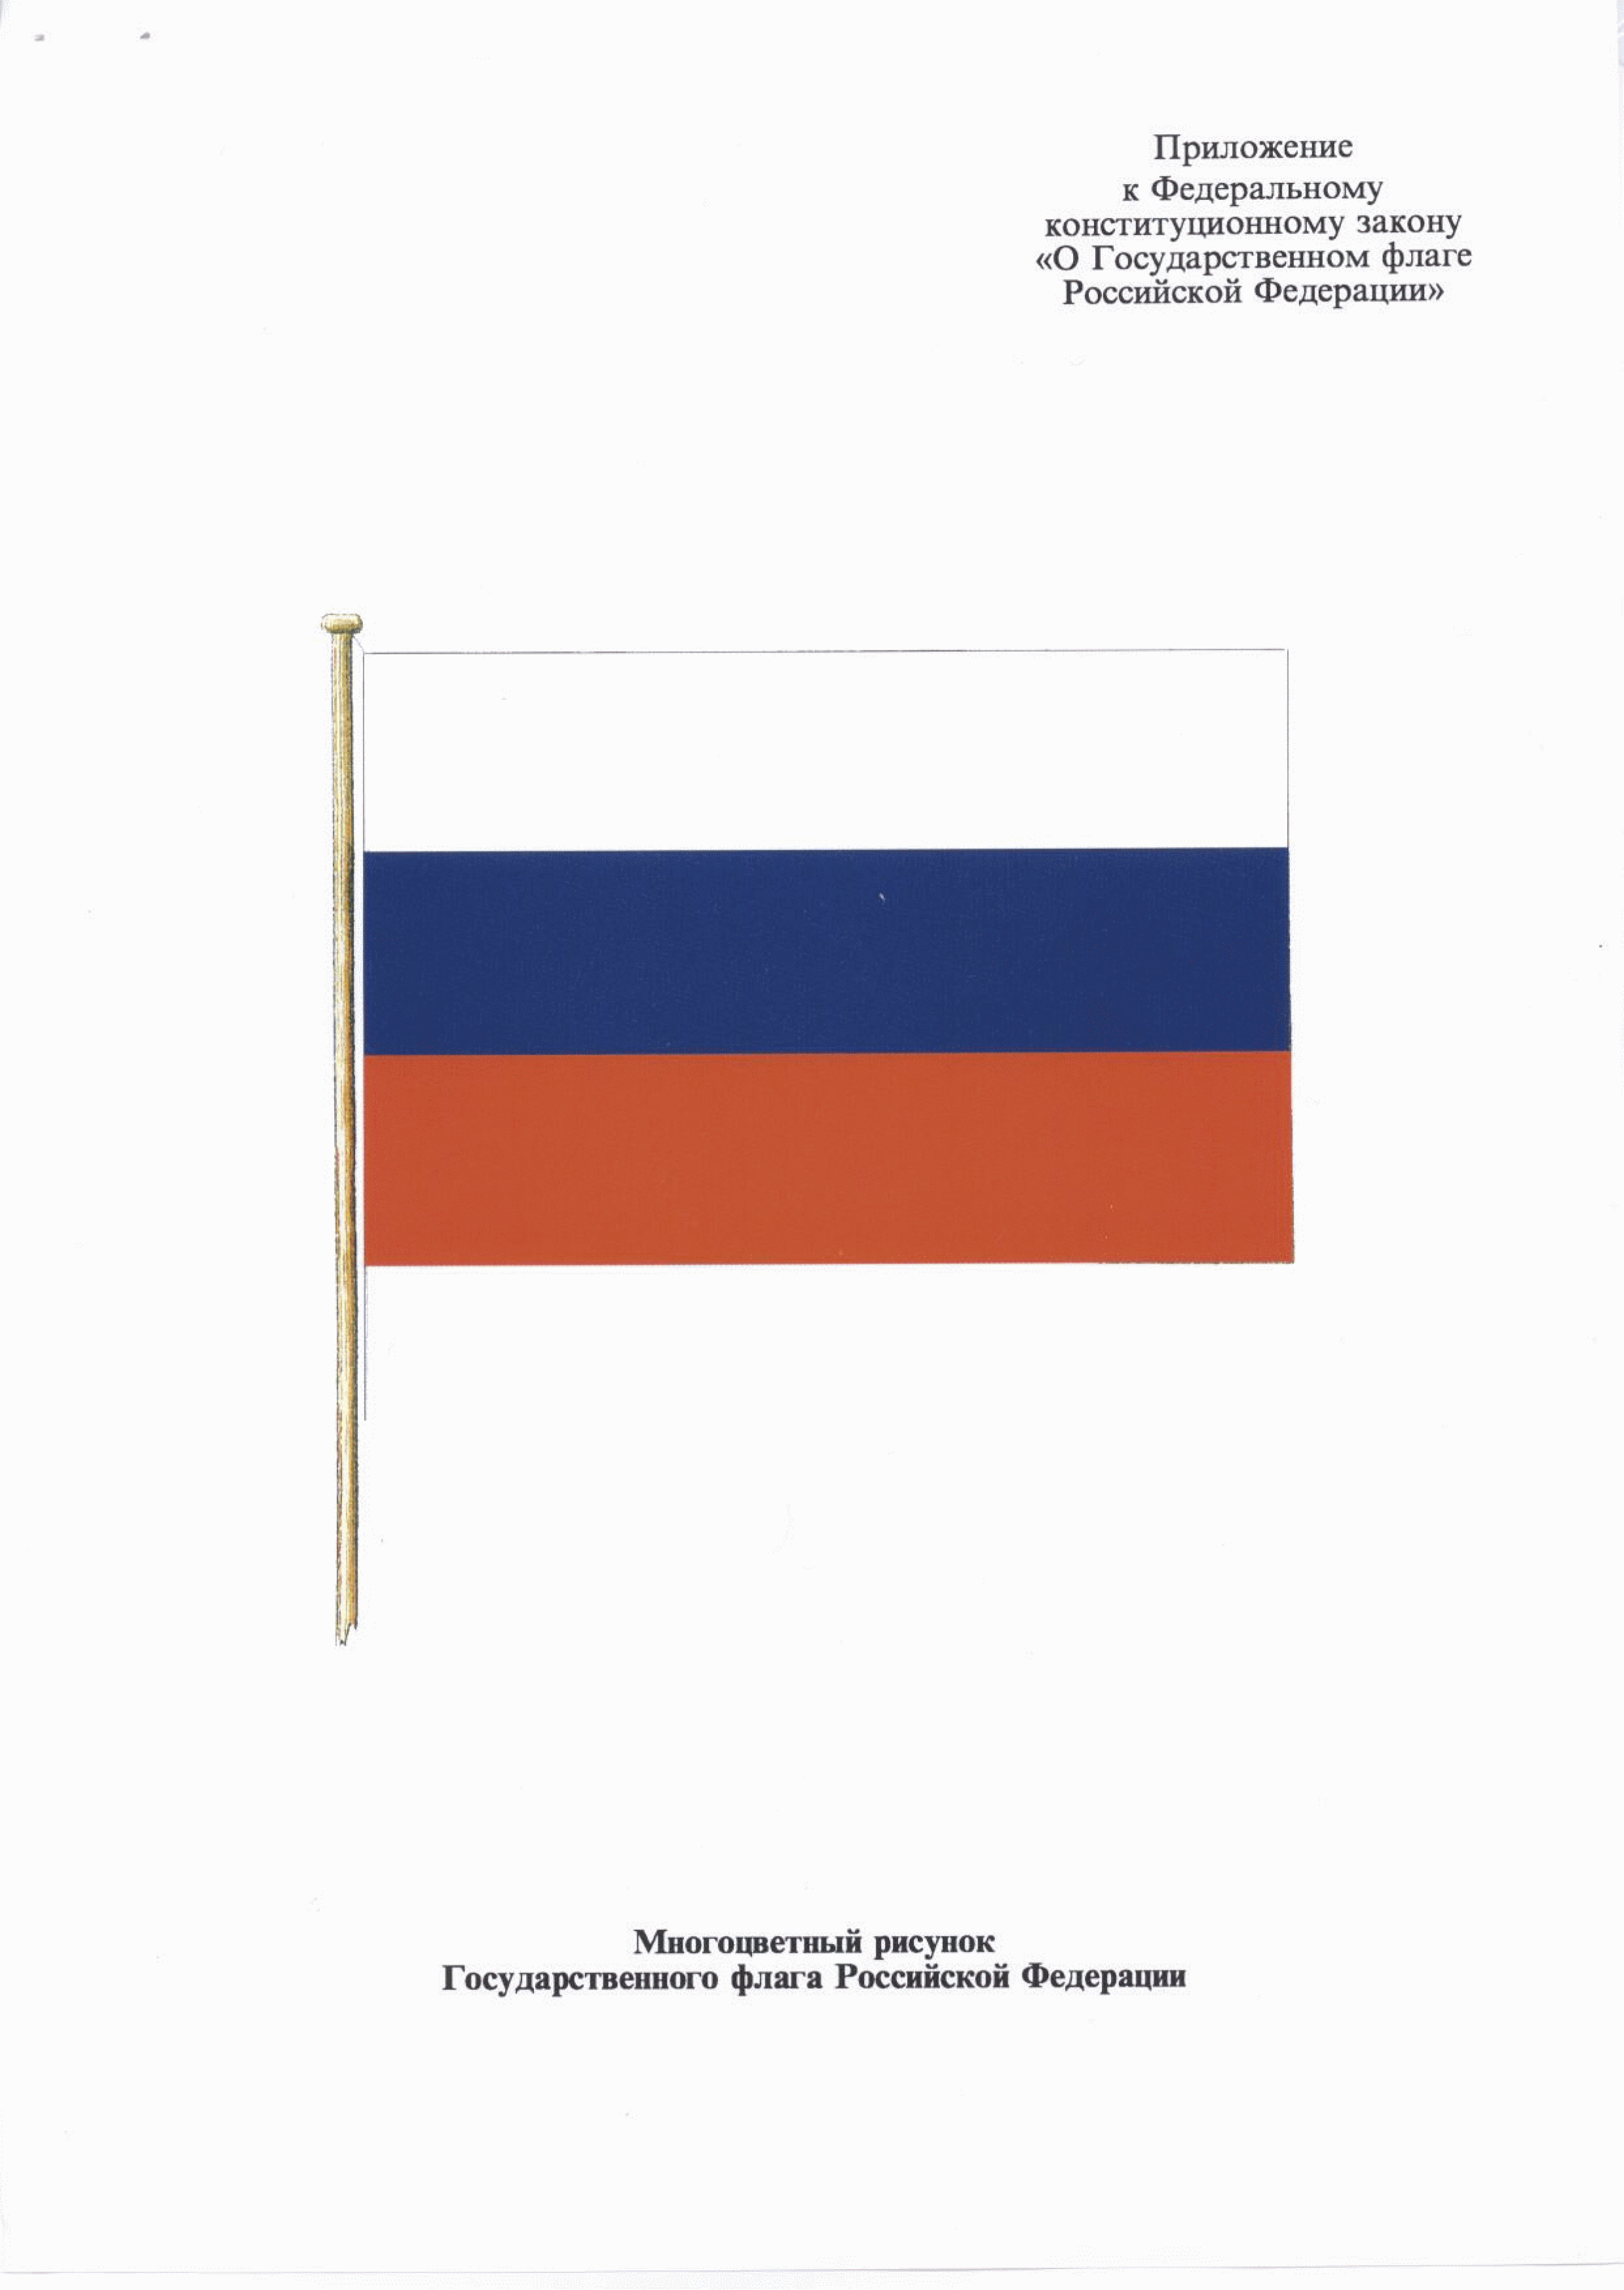 Приложение
к Федеральному
конституционному закону
«О Государственном флаге
Российской Федерации»
Многоцветный рисунок
Государственного флага Российской Федерации